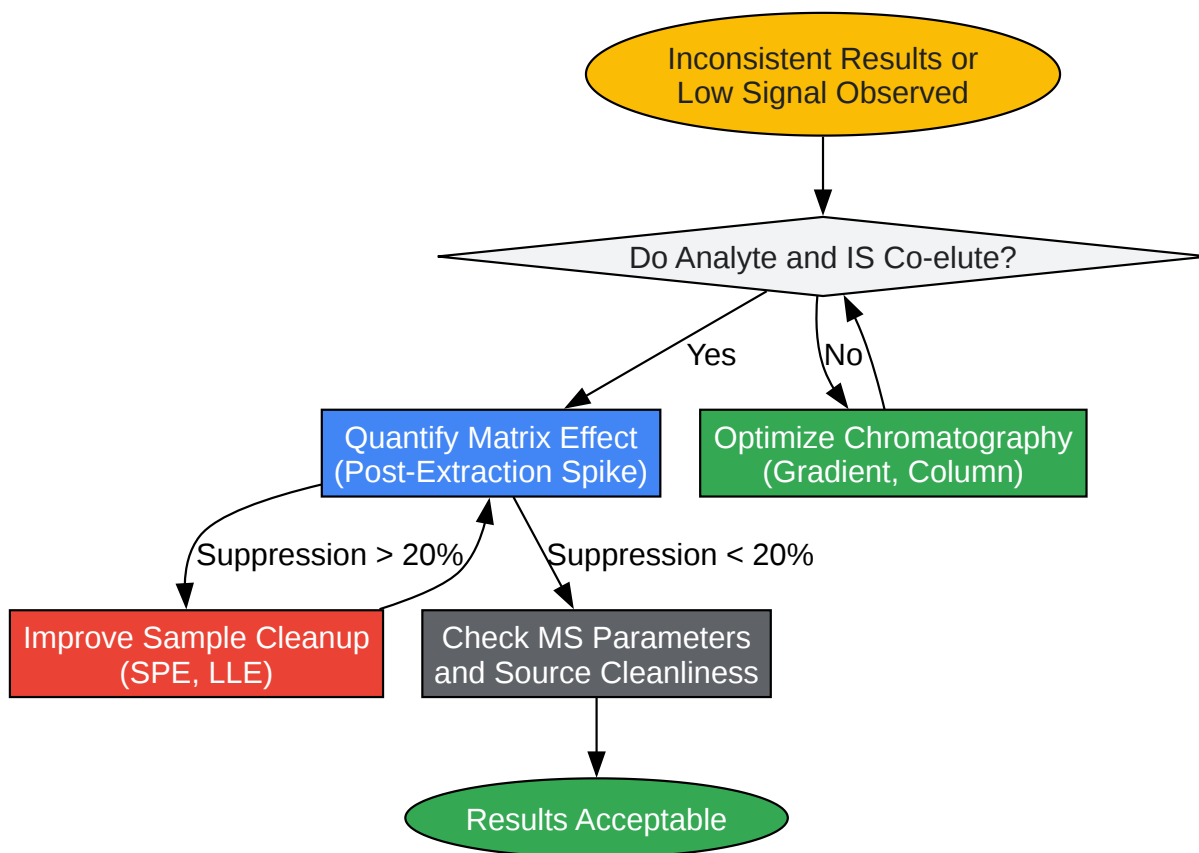 Inconsistent Results or
Low Signal Observed
Do Analyte and IS Co-elute?
Yes
No
Quantify Matrix Effect
(Post-Extraction Spike)
Optimize Chromatography
(Gradient, Column)
Suppression > 20%
Suppression < 20%
Improve Sample Cleanup
(SPE, LLE)
Check MS Parameters
and Source Cleanliness
Results Acceptable